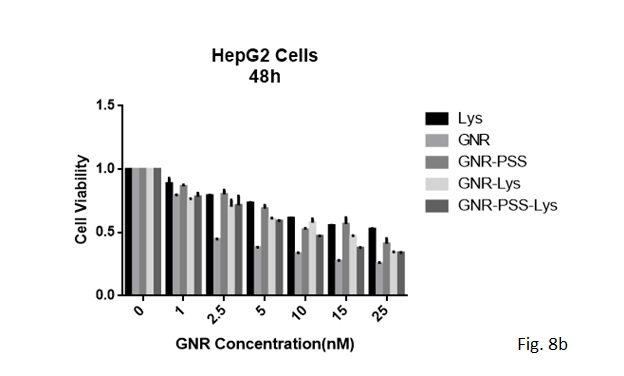 HepG2 Cells
48h
1.5
1.0
0.5
0.0
Cell Viability
0
1
2.5
5
10
15
25
GNR Concentration(nM)
Lys
GNR
GNR-PSS
GNR-Lys
GNR-PSS-Lys
Fig. 8b